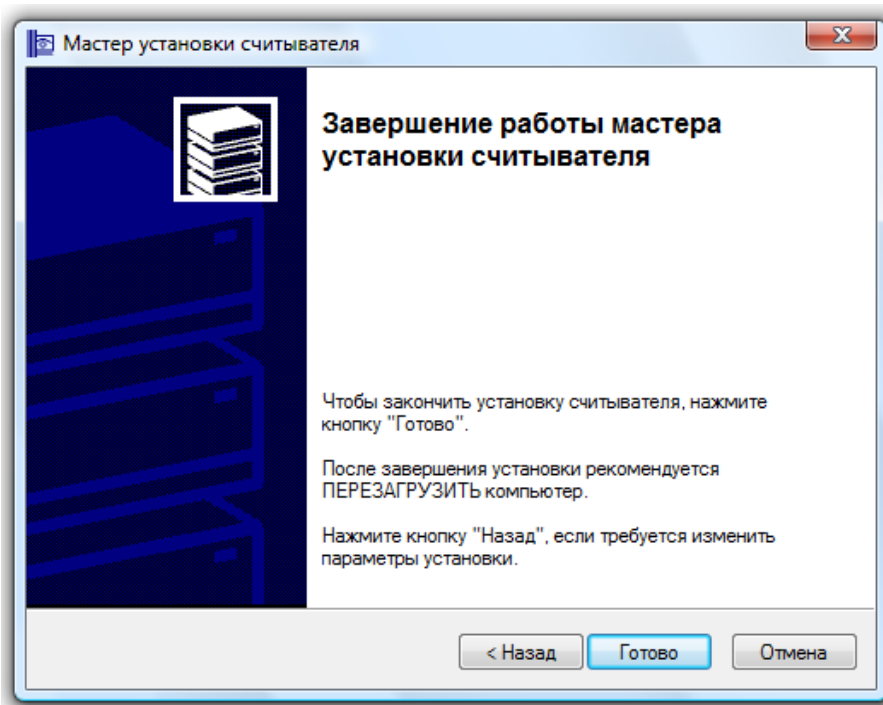 Мастер установки считывателя
Завершение работы мастера
установки считывателя
Чтобы закончить установку считывателя, нажмите
кнопку "Готово".
После завершения установки рекомендуется
ПЕРЕЗАГРУЗИТЬ компьютер.
Нажмите кнопку "Назад", если требуется изменить
параметры установки.
< Назад
Готово
Отмена